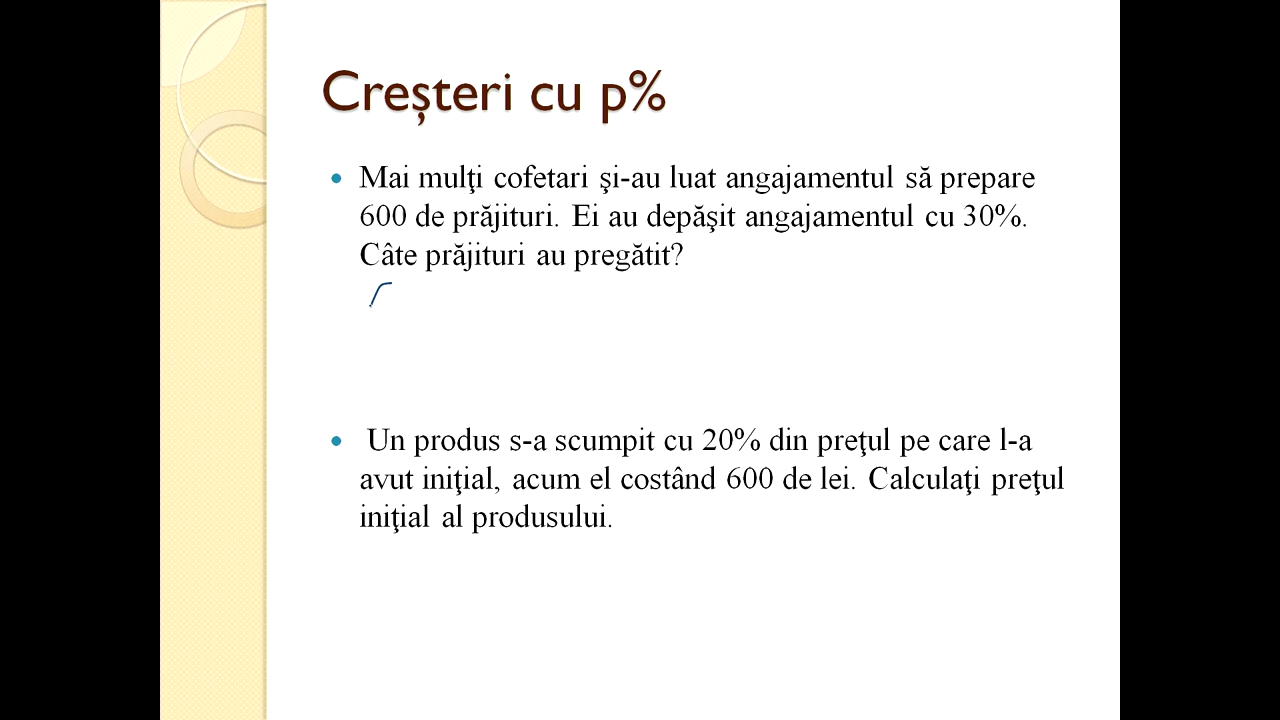 Creșteri cu p%
• Mai mulţi cofetari şi-au luat angajamentul să prepare
600 de prăjituri. Ei au depăşit angajamentul cu 30%.
Câte prăjituri au pregătit?
• Un produs s-a scumpit cu 20% din preţul pe care l-a
avut iniţial, acum el costând 600 de lei. Calculaţi preţul
iniţial al produsului.